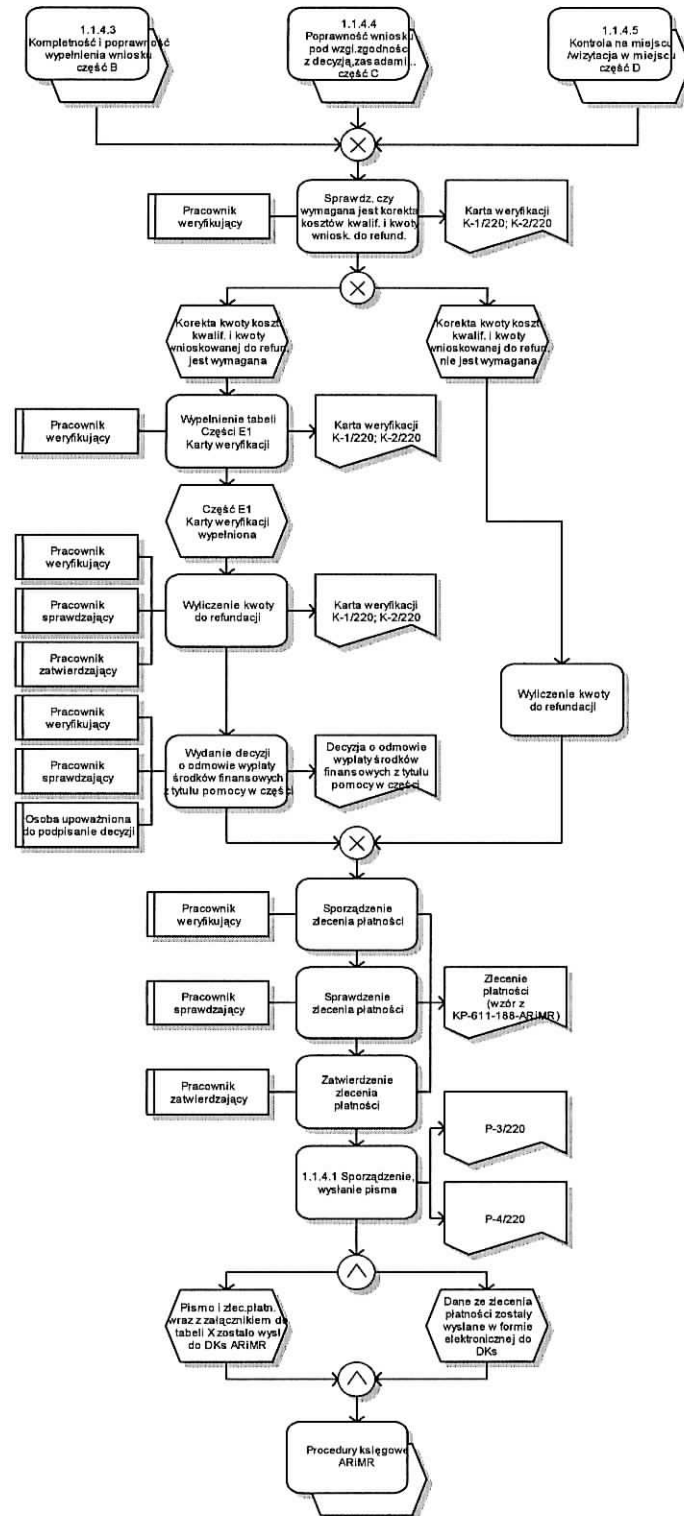 1.1.4.3
Kompletność i poprawność
wypełnienia wniosku
część B
1.1.4.4
Poprawność wniosku
pod wzgl.zgodności
z decyzją,zasadami...
część C
1.1.4.5
Kontrola na miejscu
/wizytacja w miejscu
część D
Pracownik
weryfikujący
Sprawdz, czy
wymagana jest korekta
kosztów kwalif. i kwoty
wniosk. do refund.
Karta weryfikacji
K-1/220; K-2/220
Korekta kwoty koszt
kwalif. i kwoty
wnioskowanej do refun.
jest wymagana
Korekta kwoty koszt
kwalif. i kwoty
wnioskowanej do refun.
nie jest wymagana
Pracownik
weryfikujący
Wypełnienie tabeli
Części E1
Karty weryfikacji
Karta weryfikacji
K-1/220; K-2/220
Część E1
Karty weryfikacji
wypełniona
Pracownik
weryfikujący
Pracownik
sprawdzający
Pracownik
zatwierdzający
Wyliczenie kwoty
do refundacji
Karta weryfikacji
K-1/220; K-2/220
Wyliczenie kwoty
do refundacji
Pracownik
weryfikujący
Pracownik
sprawdzający
Osoba upoważniona
do podpisanie decyzji
Wydanie decyzji
o odmowie wypłaty
środków finansowych
z tytułu pomocy w części
Decyzja o odmowie
wypłaty środków
finansowych z tytułu
pomocy w części
Pracownik
weryfikujący
Sporządzenie
zlecenia płatności
Pracownik
sprawdzający
Sprawdzenie
zlecenia płatności
Zlecenie
płatności
(wzór z
KP-611-188-ARiMR)
Pracownik
zatwierdzający
Zatwierdzenie
zlecenia
płatności
P-3/220
1.1.4.1 Sporządzenie,
wysłanie pisma
P-4/220
Pismo i zlec.płatn.
wraz z załącznikiem do
tabeli X zostało wysł
do DKs ARiMR
Dane ze zlecenia
płatności zostały
wysłane w formie
elektronicznej do
DKs
Procedury księgowe
ARiMR